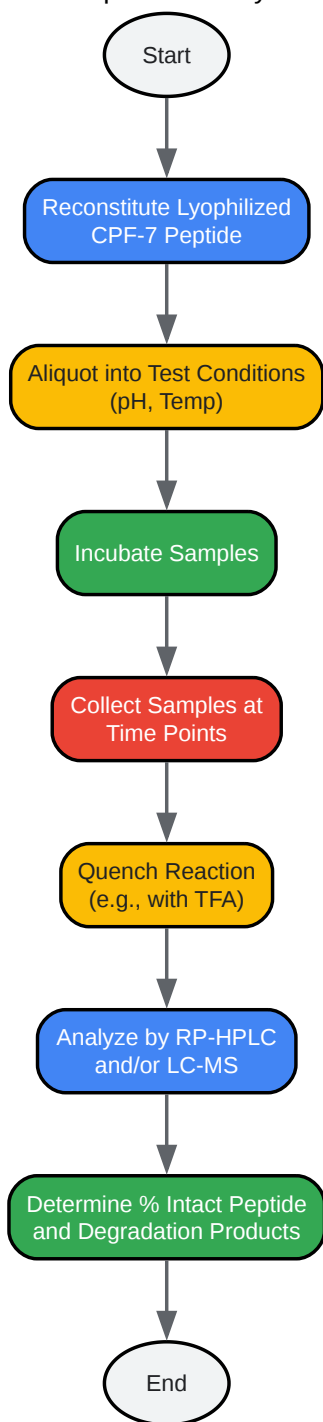 Start
Reconstitute Lyophilized
CPF-7 Peptide
Aliquot into Test Conditions
(pH, Temp)
Incubate Samples
Collect Samples at
Time Points
Quench Reaction
(e.g., with TFA)
Analyze by RP-HPLC
and/or LC-MS
Determine % Intact Peptide
and Degradation Products
End